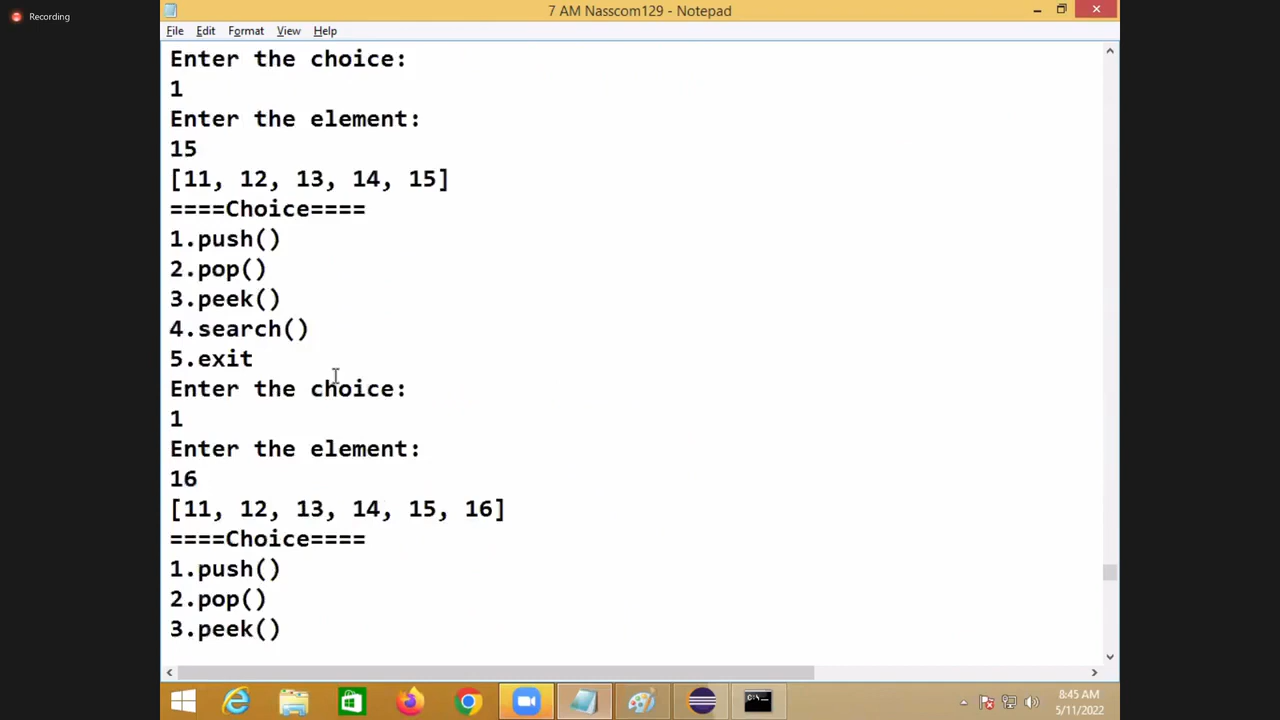 Recording
7 AM Nasscom129 - Notepad
File Edit Format View Help
Enter the choice:
1
Enter the element:
15
[11, 12, 13, 14, 15]
====Choice====
1.push()
2.pop()
3.peek()
4.search()
5.exit
Enter the choice:
1
Enter the element:
16
[11, 12, 13, 14, 15, 16]
====Choice====
1.push()
2.pop()
3.peek()
8:45 AM
5/11/2022